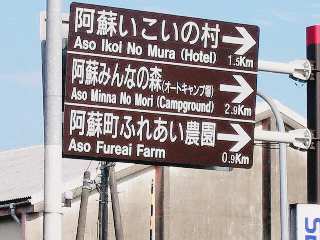 阿蘇いこいの村
Aso Ikoi No Mura (Hotel) 1.5Km
阿蘇みんなの森(オートキャンプ場)
Aso Minna No Mori (Campground) 2.9Km
阿蘇町ふれあい農園
Aso Fureai Farm 0.9Km